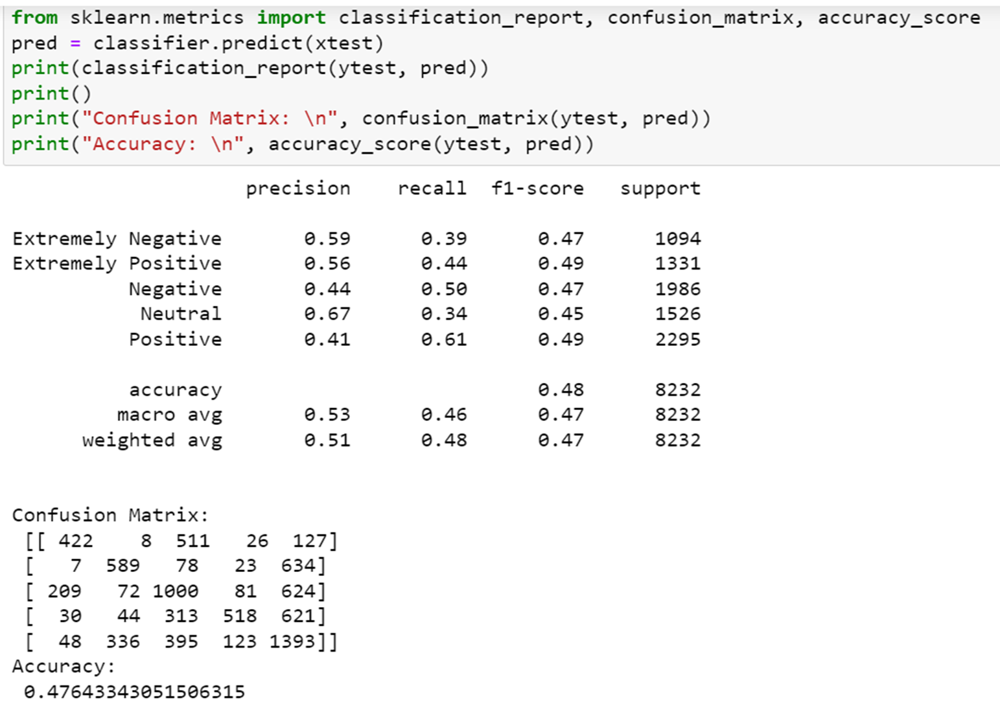 from sklearn.metrics import classification_report, confusion_matrix, accuracy_score
pred = classifier.predict(xtest)
print(classification_report(ytest, pred))
print()
print("Confusion Matrix: \n", confusion_matrix(ytest, pred))
print("Accuracy: \n", accuracy_score(ytest, pred))
precision recall f1-score support
Extremely Negative 0.59 0.39 0.47 1094
Extremely Positive 0.56 0.44 0.49 1331
Negative 0.44 0.50 0.47 1986
Neutral 0.67 0.34 0.45 1526
Positive 0.41 0.61 0.49 2295
accuracy 0.48 8232
macro avg 0.53 0.46 0.47 8232
weighted avg 0.51 0.48 0.47 8232
Confusion Matrix:
[[ 422 8 511 26 127]
[ 7 589 78 23 634]
[ 209 72 1000 81 624]
[ 30 44 313 518 621]
[ 48 336 395 123 1393]]
Accuracy:
0.47643343051506315